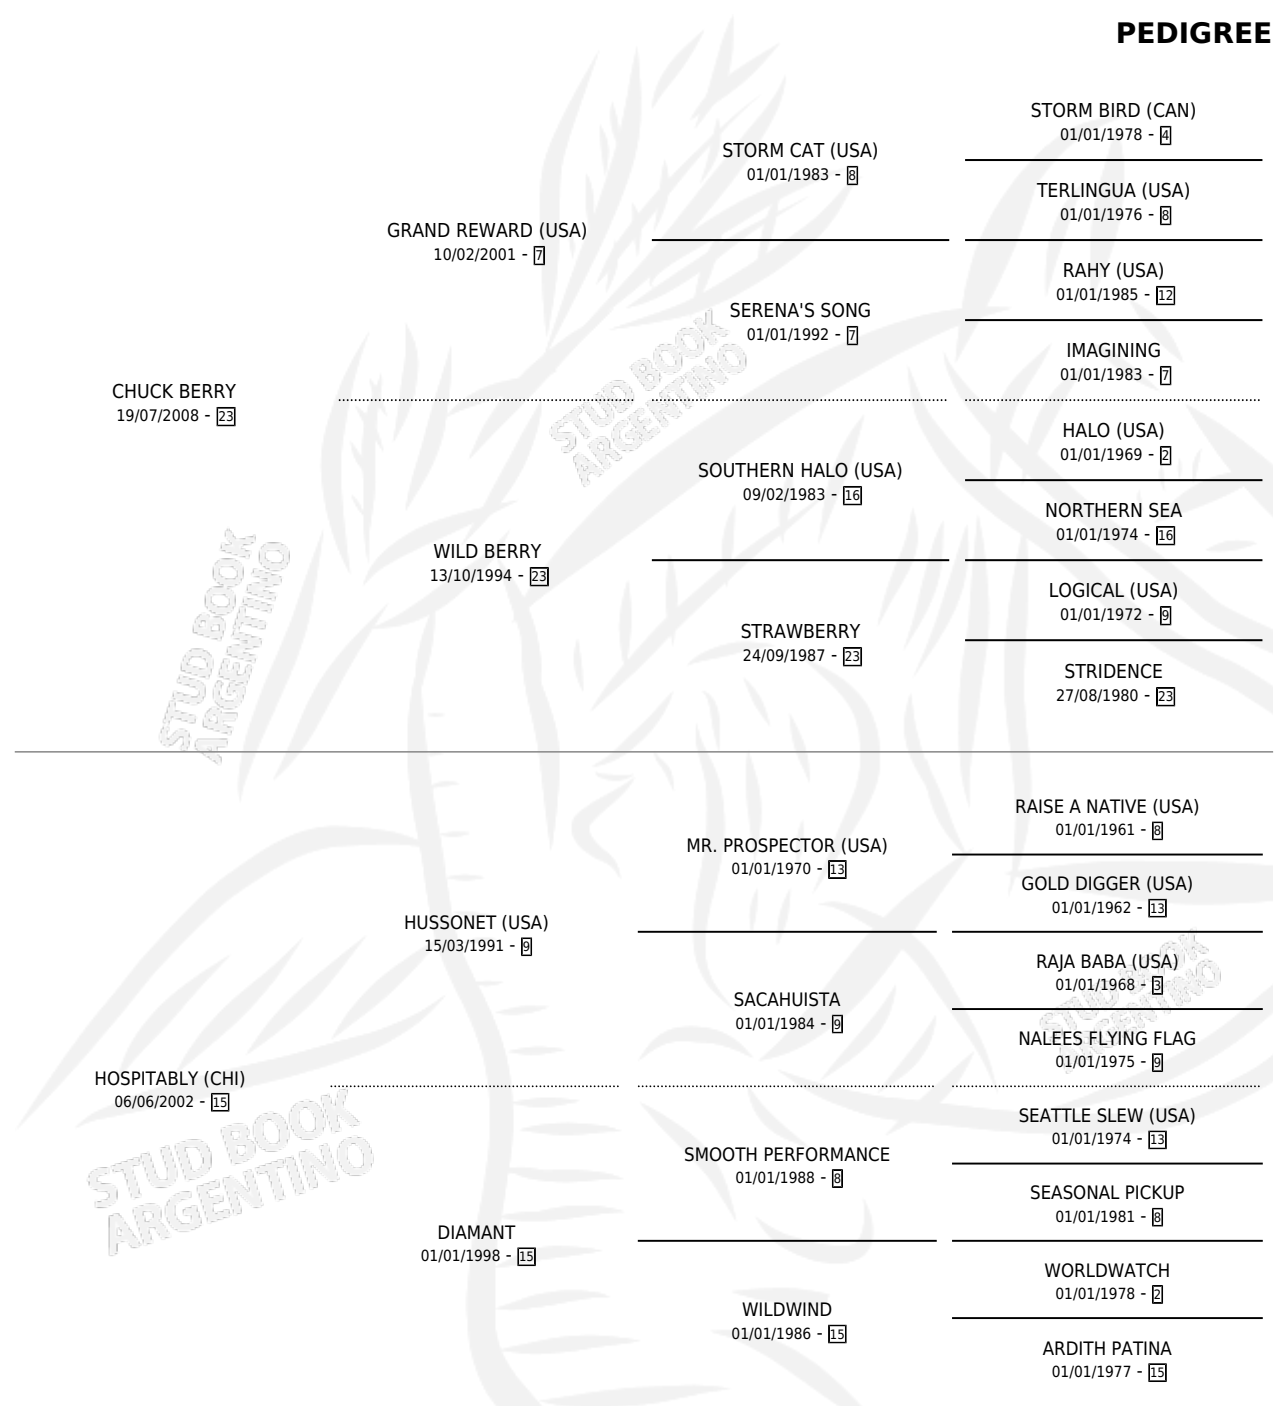 PEDIGREE
STORM BIRD (CAN)
01/01/1978 - 4
STORM CAT (USA)
01/01/1983 - 8
TERLINGUA (USA)
01/01/1976 - 8
GRAND REWARD (USA)
10/02/2001 - 7
RAHY (USA)
01/01/1985 - 12
SERENA'S SONG
01/01/1992 - 7
IMAGINING
01/01/1983 - 7
CHUCK BERRY
19/07/2008 - 23
HALO (USA)
01/01/1969 - 2
SOUTHERN HALO (USA)
09/02/1983 - 16
NORTHERN SEA
01/01/1974 - 16
WILD BERRY
13/10/1994 - 23
LOGICAL (USA)
01/01/1972 - 9
STRAWBERRY
24/09/1987 - 23
STRIDENCE
27/08/1980 - 23
RAISE A NATIVE (USA)
01/01/1961 - 8
MR. PROSPECTOR (USA)
01/01/1970 - 13
GOLD DIGGER (USA)
01/01/1962 - 13
HUSSONET (USA)
15/03/1991 - 9
RAJA BABA (USA)
01/01/1968 - 3
SACAHUISTA
01/01/1984 - 9
NALEES FLYING FLAG
01/01/1975 - 9
HOSPITABLY (CHI)
06/06/2002 - 15
SEATTLE SLEW (USA)
01/01/1974 - 13
SMOOTH PERFORMANCE
01/01/1988 - 8
SEASONAL PICKUP
01/01/1981 - 8
DIAMANT
01/01/1998 - 15
WORLDWATCH
01/01/1978 - 2
WILDWIND
01/01/1986 - 15
ARDITH PATINA
01/01/1977 - 15
STUD BOOK
ARGENTINO
STUD BOOK
ARGENTINO
STUD BOOK
ARGENTINO
STUD BOOK
ARGENTINO